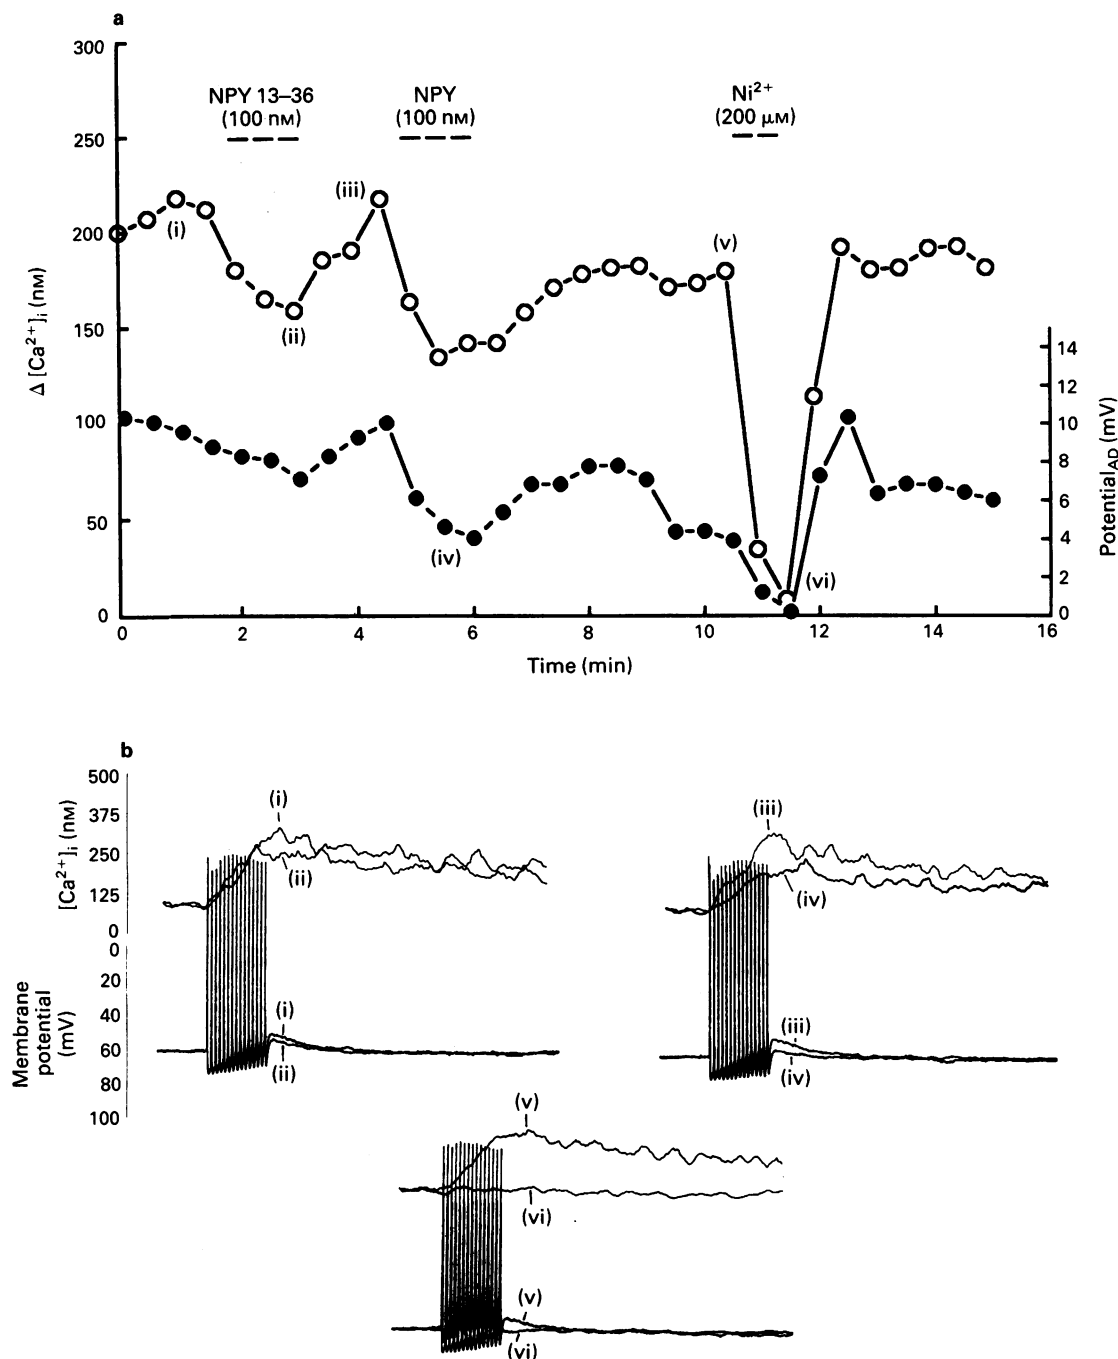 a
300
250
200
150
100
50
0
Δ [Ca²⁺]ᵢ (nM)
NPY 13–36
(100 nM)
NPY
(100 nM)
Ni²⁺
(200 μM)
(i)
(ii)
(iii)
(iv)
(v)
(vi)
14
12
10
8
6
4
2
0
Potential_AD (mV)
0 2 4 6 8 10 12 14 16
Time (min)
b
500
375
250
125
0
[Ca²⁺]ᵢ (nM)
0
20
40
60
80
100
Membrane
potential
(mV)
(i)
(ii)
(i)
(ii)
(iii)
(iv)
(iii)
(iv)
(v)
(vi)
(v)
(vi)